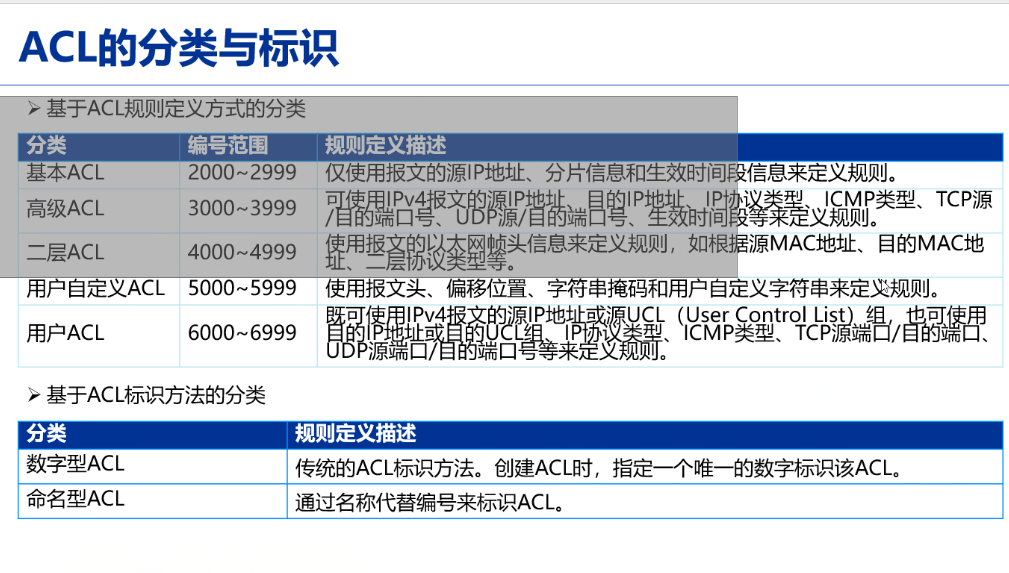 ACL的分类与标识
➢ 基于ACL规则定义方式的分类
分类 编号范围 规则定义描述
基本ACL 2000~2999 仅使用报文的源IP地址、分片信息和生效时间段信息来定义规则。
高级ACL 3000~3999 可使用IPv4报文的源IP地址、目的IP地址、IP协议类型、ICMP类型、TCP源
/目的端口号、UDP源/目的端口号、生效时间段等来定义规则。
二层ACL 4000~4999 使用报文的以太网帧头信息来定义规则，如根据源MAC地址、目的MAC地
址、二层协议类型等。
用户自定义ACL 5000~5999 使用报文头、偏移位置、字符串掩码和用户自定义字符串来定义规则。
用户ACL 6000~6999 既可使用IPv4报文的源IP地址或源UCL（User Control List）组，也可使用
目的IP地址或目的UCL组、IP协议类型、ICMP类型、TCP源端口/目的端口、
UDP源端口/目的端口号等来定义规则。
➢ 基于ACL标识方法的分类
分类 规则定义描述
数字型ACL 传统的ACL标识方法。创建ACL时，指定一个唯一的数字标识该ACL。
命名型ACL 通过名称代替编号来标识ACL。